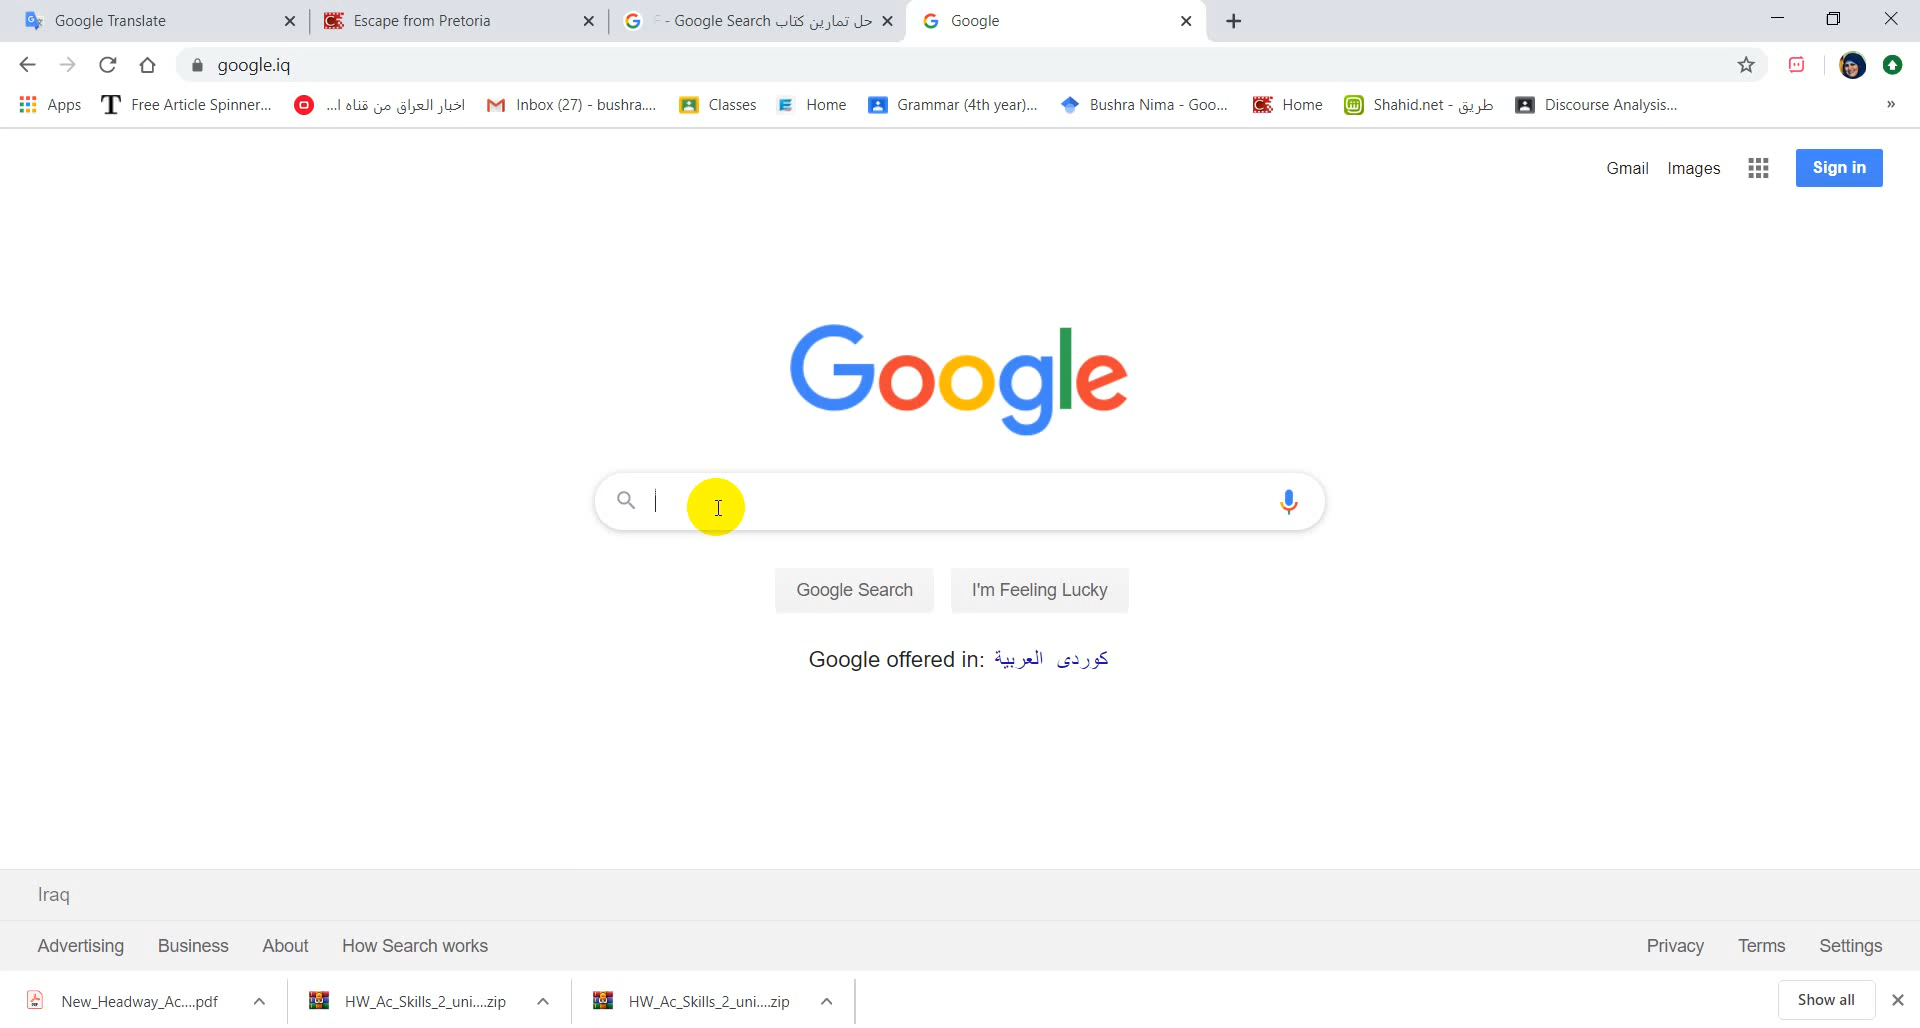 Google Translate
Escape from Pretoria
حل تمارين كتاب - Google Search
Google
google.iq
Apps
Free Article Spinner...
اخبار العراق من قناه ا...
Inbox (27) - bushra....
Classes
Home
Grammar (4th year)...
Bushra Nima - Goo...
Home
Shahid.net - طريق
Discourse Analysis...
»
Gmail
Images
Sign in
Google
Google Search
I'm Feeling Lucky
Google offered in: العربية كوردی
Iraq
Advertising
Business
About
How Search works
Privacy
Terms
Settings
New_Headway_Ac....pdf
HW_Ac_Skills_2_uni....zip
HW_Ac_Skills_2_uni....zip
Show all